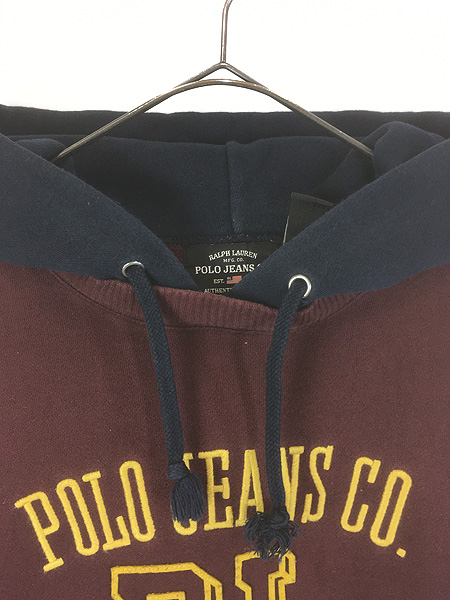 RALPH LAUREN
MFG. CO.
POLO JEANS
EST.
POLO JEANS CO.